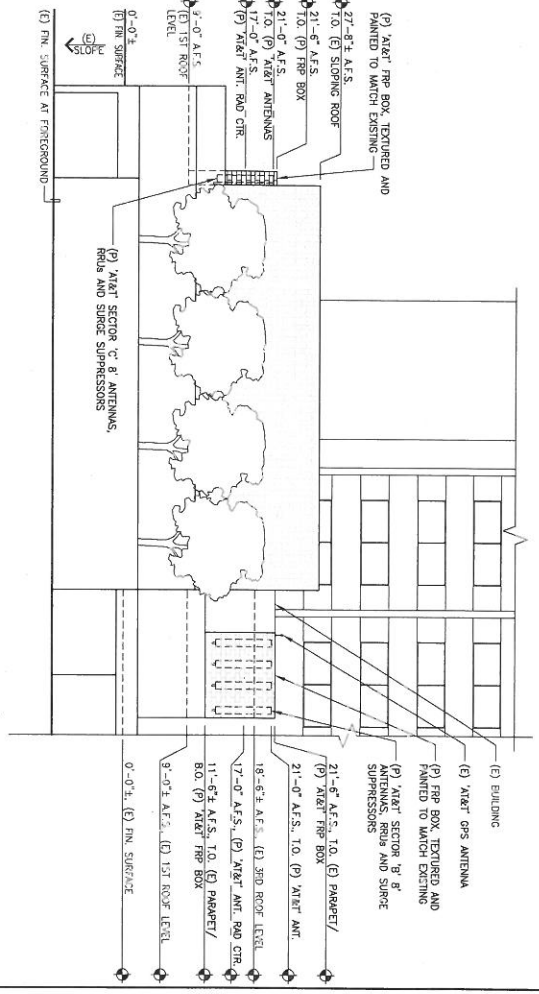 (P) 'AT&T' FRP BOX, TEXTURED AND
PAINTED TO MATCH EXISTING
27'-8"± A.F.S.
T.O. (E) SLOPING ROOF
21'-6" A.F.S.
T.O. (P) FRP BOX
21'-0" A.F.S.
T.O. (P) 'AT&T' ANTENNAS
17'-0" A.F.S.
(P) 'AT&T' ANT. RAD CTR.
9'-0" A.F.S.
(E) 1ST ROOF
LEVEL
0'-0"±
(E) FIN SURFACE
(E)
SLOPE
(E) FIN. SURFACE AT FOREGROUND
(P) 'AT&T' SECTOR 'C' 8' ANTENNAS,
RRUs AND SURGE SUPPRESSORS
(E) BUILDING
(E) 'AT&T' GPS ANTENNA
(P) FRP BOX, TEXTURED AND
PAINTED TO MATCH EXISTING
(P) 'AT&T' SECTOR 'B' 8'
ANTENNAS, RRUs AND SURGE
SUPPRESSORS
21'-6" A.F.S., T.O. (E) PARAPET/
(P) 'AT&T' FRP BOX
21'-0" A.F.S., T.O. (P) 'AT&T' ANT.
18'-6"± A.F.S., (E) 3RD ROOF LEVEL
17'-0" A.F.S., (P) 'AT&T' ANT. RAD CTR.
11'-6"± A.F.S., T.O. (E) PARAPET/
B.O. (P) AT&T FRP BOX
9'-0"± A.F.S., (E) 1ST ROOF LEVEL
0'-0"±, (E) FIN. SURFACE